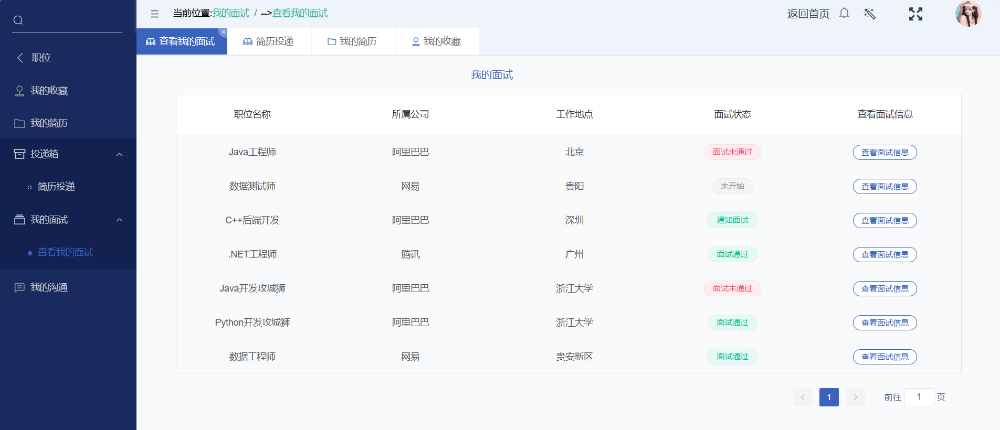 当前位置:我的面试 / -->查看我的面试
返回首页
查看我的面试
简历投递
我的简历
我的收藏
职位
我的收藏
我的简历
投递箱
简历投递
我的面试
查看我的面试
我的沟通
我的面试
职位名称 所属公司 工作地点 面试状态 查看面试信息
Java工程师 阿里巴巴 北京 面试未通过 查看面试信息
数据测试师 网易 贵阳 未开始 查看面试信息
C++后端开发 阿里巴巴 深圳 通知面试 查看面试信息
.NET工程师 腾讯 广州 面试通过 查看面试信息
Java开发攻城狮 阿里巴巴 浙江大学 面试未通过 查看面试信息
Python开发攻城狮 阿里巴巴 浙江大学 面试通过 查看面试信息
数据工程师 网易 贵安新区 面试通过 查看面试信息
1 前往 1 页